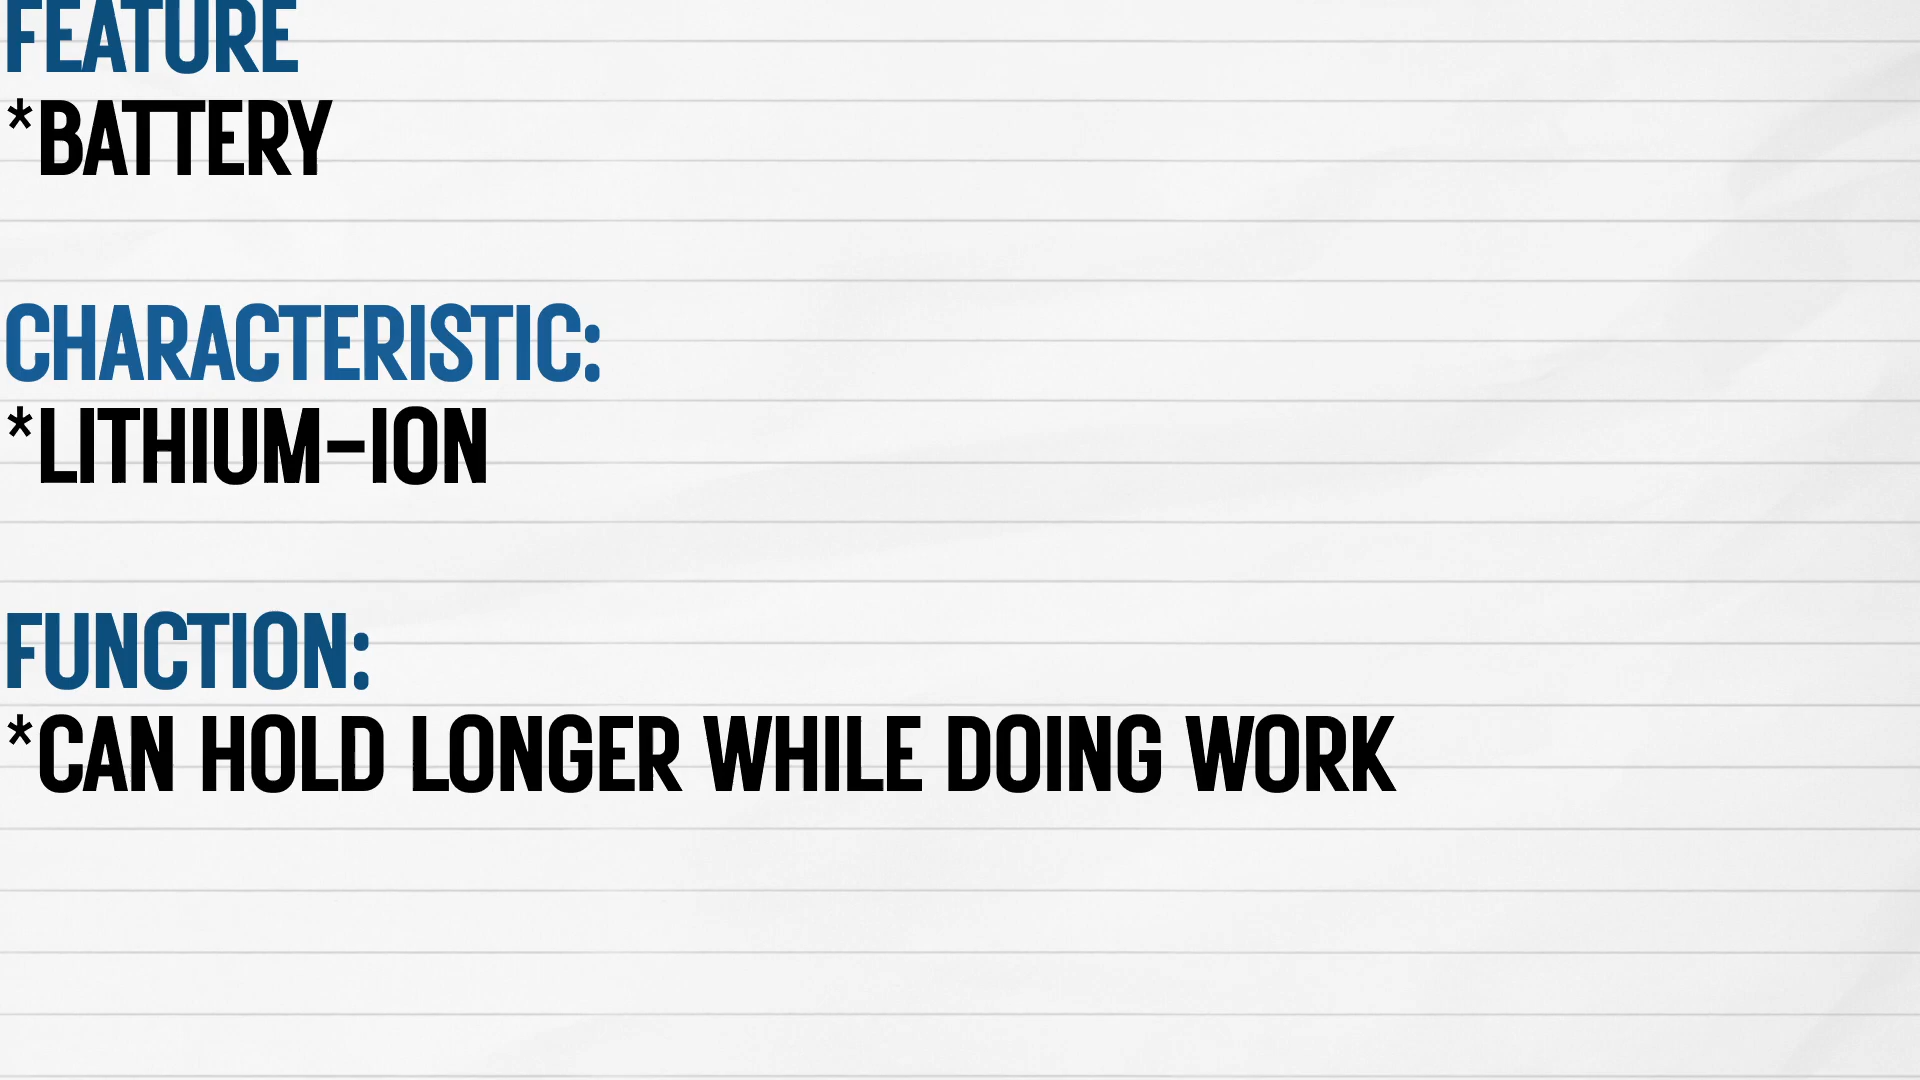 FEATURE
*BATTERY
CHARACTERISTIC:
*LITHIUM-ION
FUNCTION:
*CAN HOLD LONGER WHILE DOING WORK